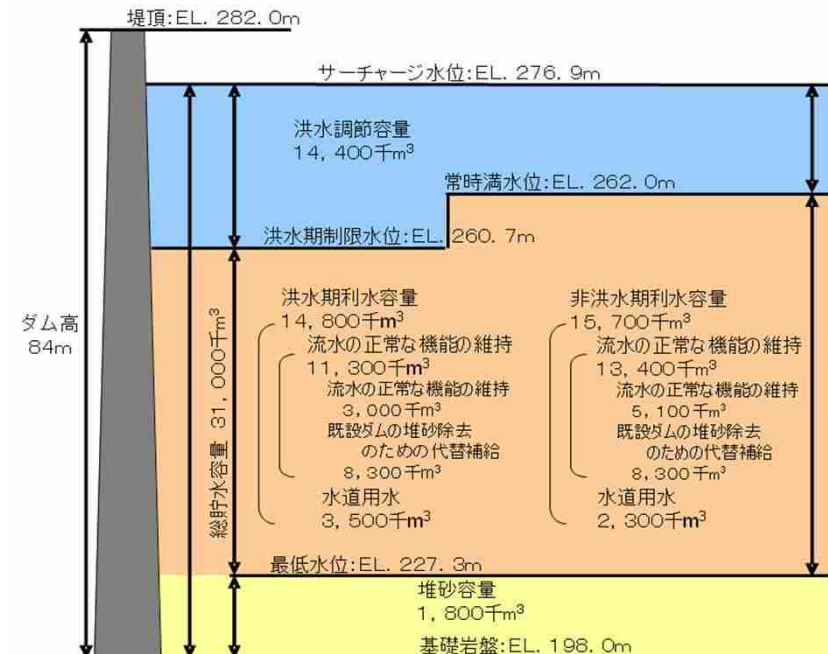 堤頂:EL. 282.0m
サーチャージ水位:EL. 276.9m
洪水調節容量
14, 400千m³
常時満水位:EL. 262.0m
洪水期制限水位:EL. 260.7m
ダム高
84m
総貯水容量 31, 000千m³
洪水期利水容量
14, 800千m³
流水の正常な機能の維持
11, 300千m³
流水の正常な機能の維持
3, 000千m³
既設ダムの堆砂除去
のための代替補給
8, 300千m³
水道用水
3, 500千m³
非洪水期利水容量
15, 700千m³
流水の正常な機能の維持
13, 400千m³
流水の正常な機能の維持
5, 100千m³
既設ダムの堆砂除去
のための代替補給
8, 300千m³
水道用水
2, 300千m³
最低水位:EL. 227.3m
堆砂容量
1, 800千m³
基礎岩盤:EL. 198.0m